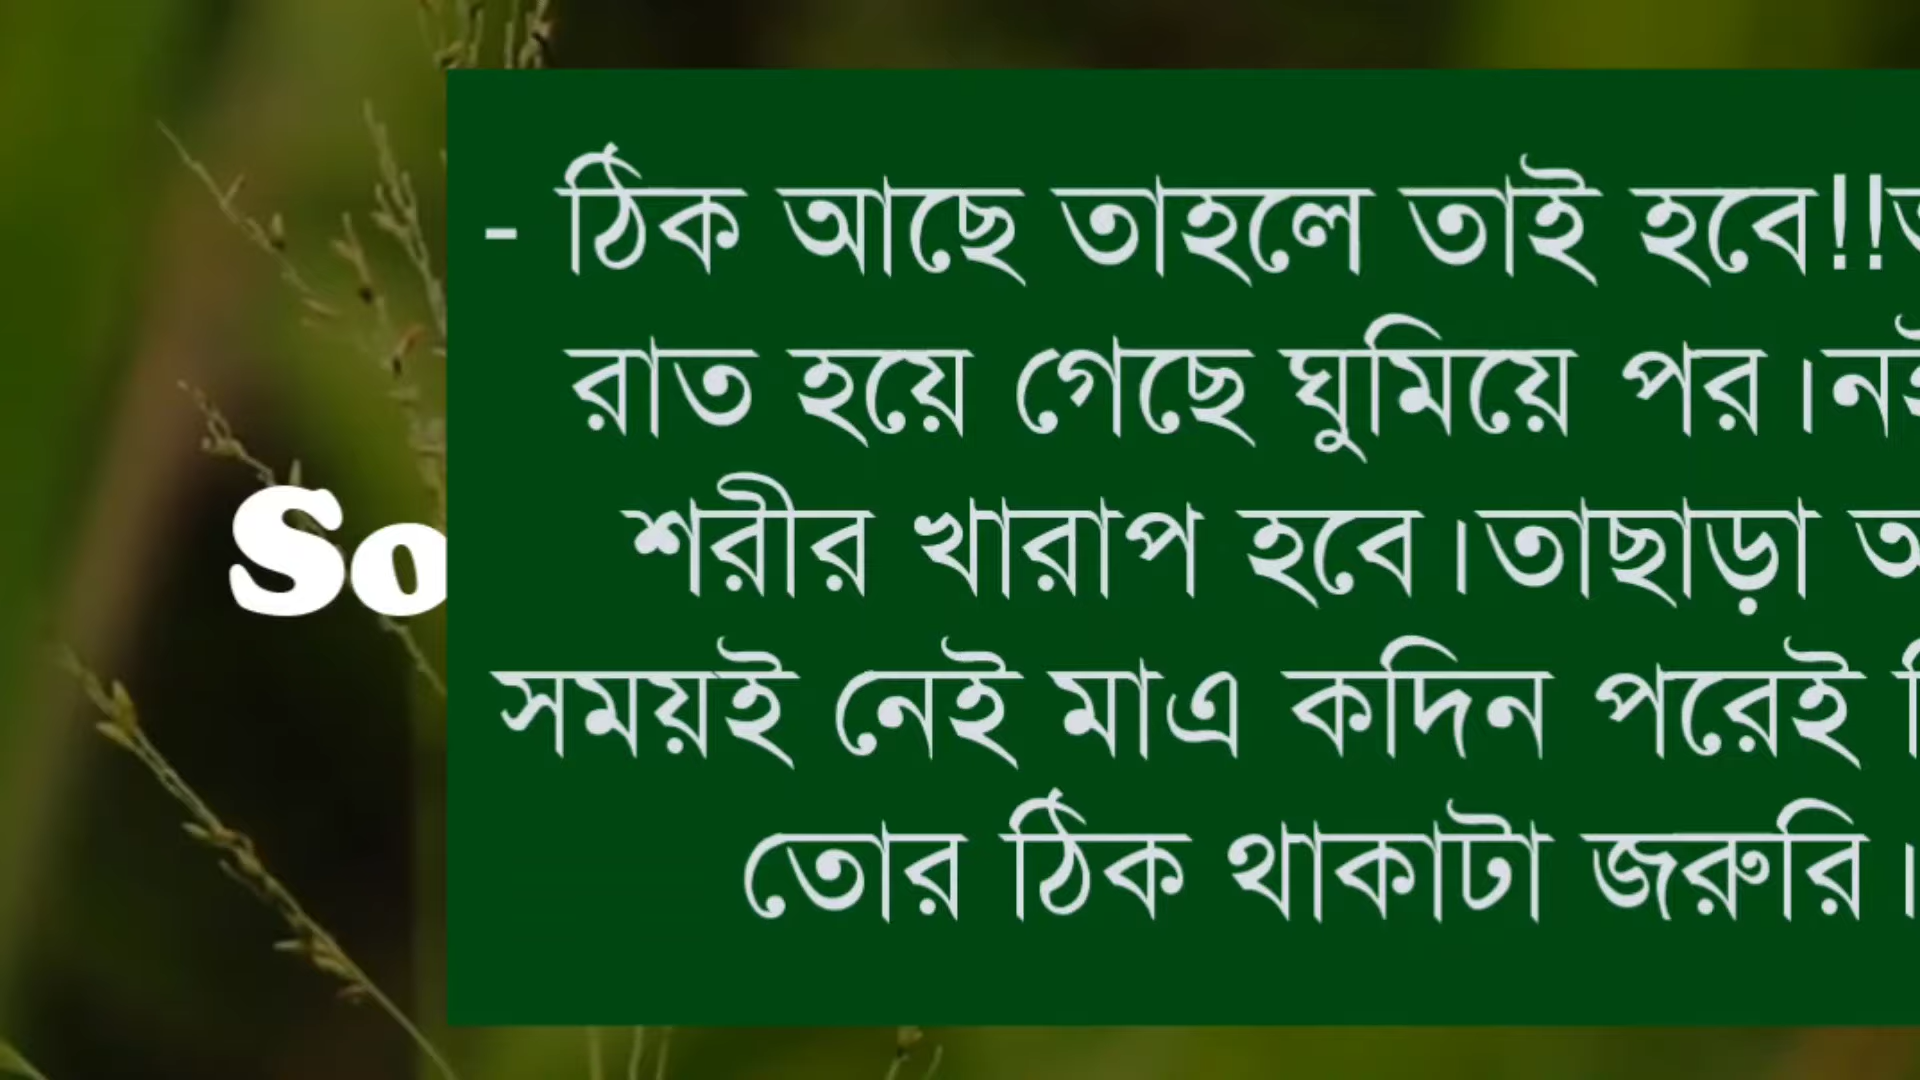 - ঠিক আছে তাহলে তাই হবে!!
রাত হয়ে গেছে ঘুমিয়ে পর।
So
শরীর খারাপ হবে।তাছাড়া
সময়ই নেই মাএ কদিন পরেই
তোর ঠিক থাকাটা জরুরি।